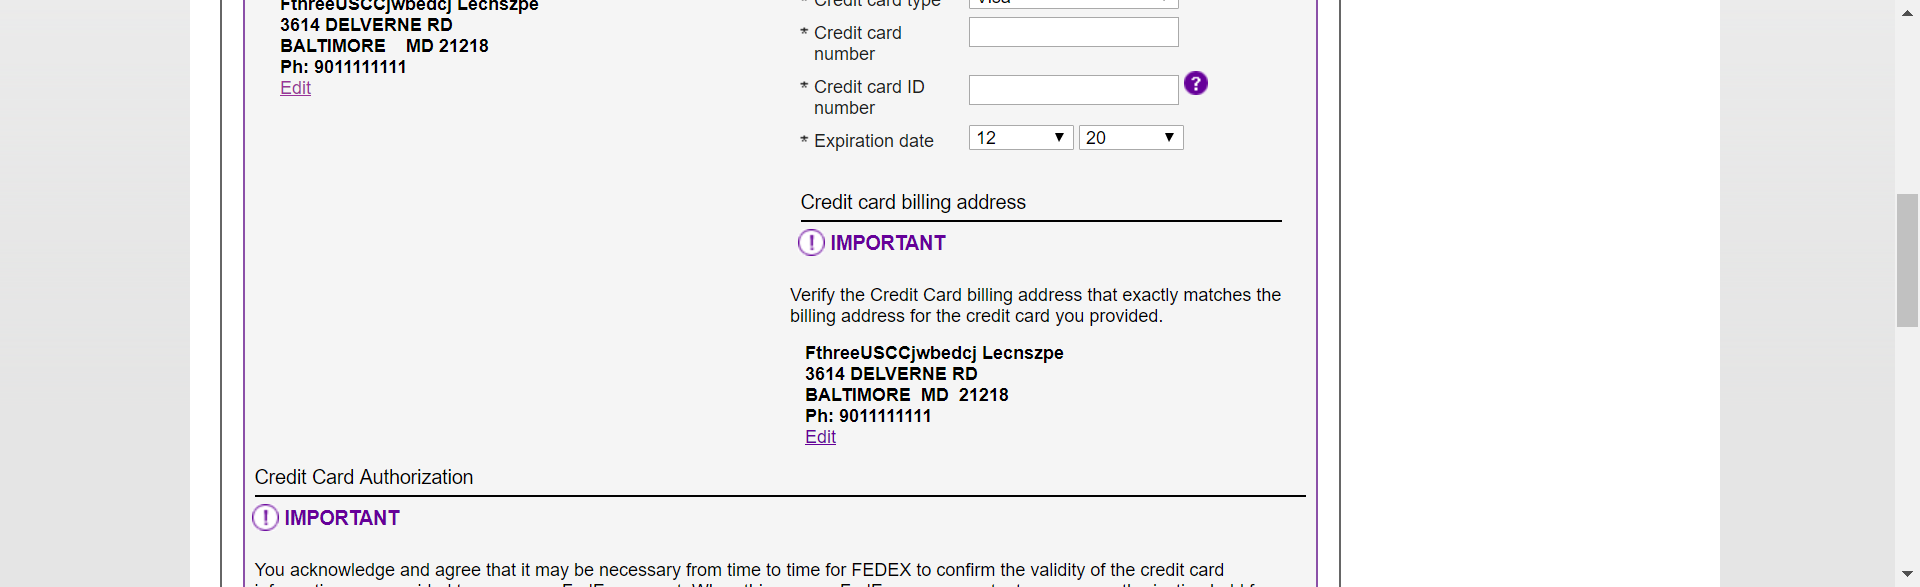 FthreeUSCCjwbedcj Lecnszpe
3614 DELVERNE RD
BALTIMORE MD 21218
Ph: 9011111111
Edit
* Credit card type Visa
* Credit card
number
* Credit card ID
number
?
* Expiration date 12 20
Credit card billing address
! IMPORTANT
Verify the Credit Card billing address that exactly matches the
billing address for the credit card you provided.
FthreeUSCCjwbedcj Lecnszpe
3614 DELVERNE RD
BALTIMORE MD 21218
Ph: 9011111111
Edit
Credit Card Authorization
! IMPORTANT
You acknowledge and agree that it may be necessary from time to time for FEDEX to confirm the validity of the credit card